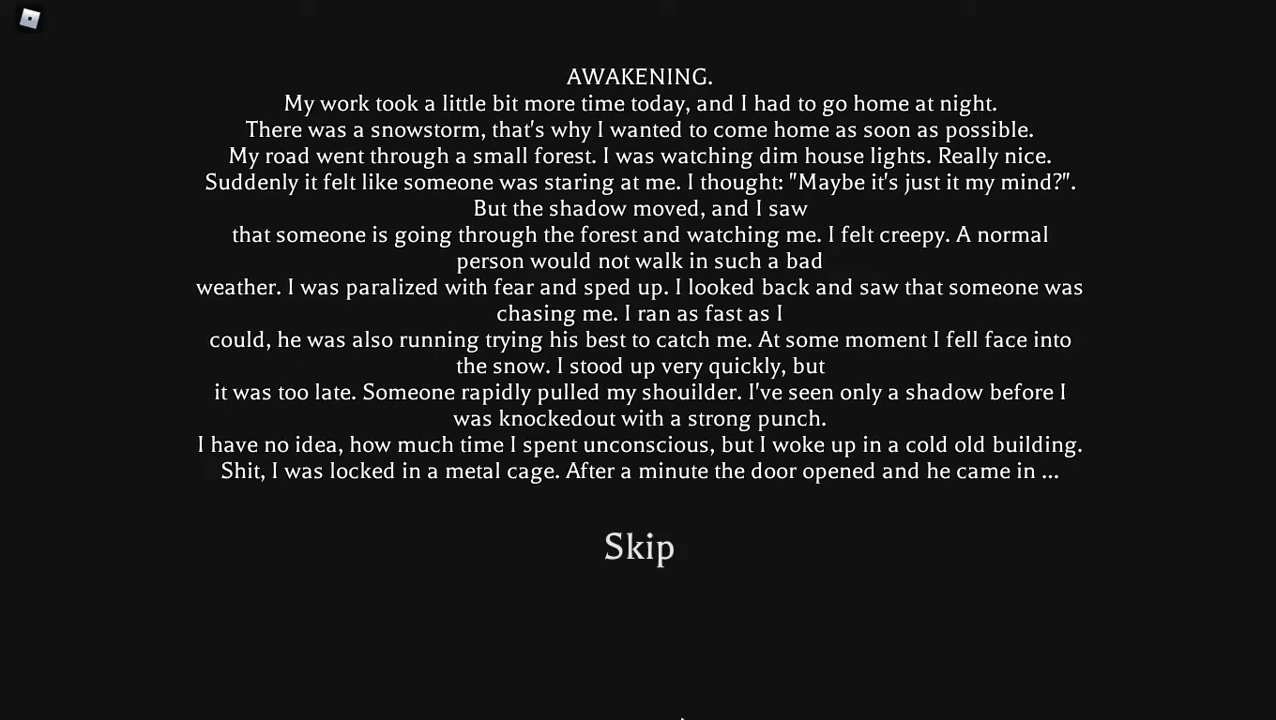 AWAKENING.
My work took a little bit more time today, and I had to go home at night.
There was a snowstorm, that's why I wanted to come home as soon as possible.
My road went through a small forest. I was watching dim house lights. Really nice.
Suddenly it felt like someone was staring at me. I thought: "Maybe it's just it my mind?".
But the shadow moved, and I saw
that someone is going through the forest and watching me. I felt creepy. A normal
person would not walk in such a bad
weather. I was paralized with fear and sped up. I looked back and saw that someone was
chasing me. I ran as fast as I
could, he was also running trying his best to catch me. At some moment I fell face into
the snow. I stood up very quickly, but
it was too late. Someone rapidly pulled my shoulder. I've seen only a shadow before I
was knockedout with a strong punch.
I have no idea, how much time I spent unconscious, but I woke up in a cold old building.
Shit, I was locked in a metal cage. After a minute the door opened and he came in ...
Skip